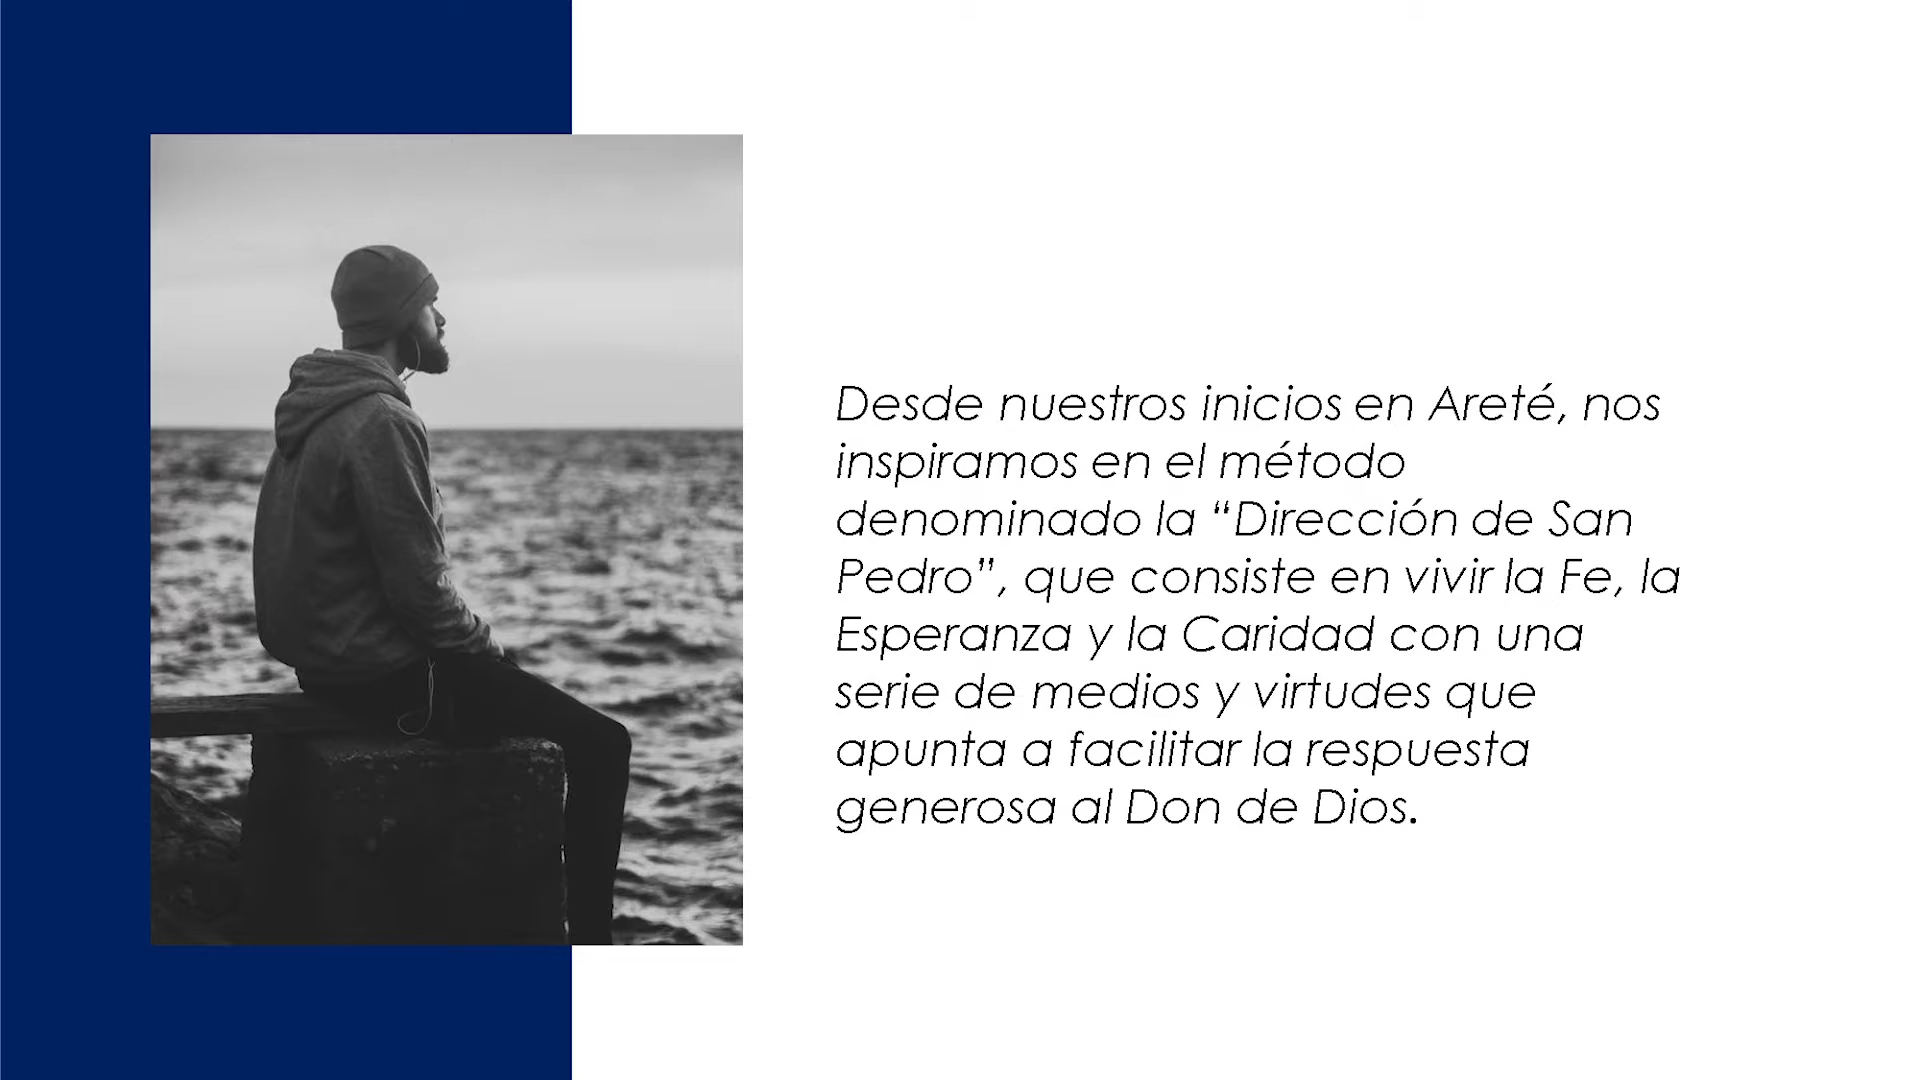 Desde nuestros inicios en Areté, nos
inspiramos en el método
denominado la “Dirección de San
Pedro”, que consiste en vivir la Fe, la
Esperanza y la Caridad con una
serie de medios y virtudes que
apunta a facilitar la respuesta
generosa al Don de Dios.